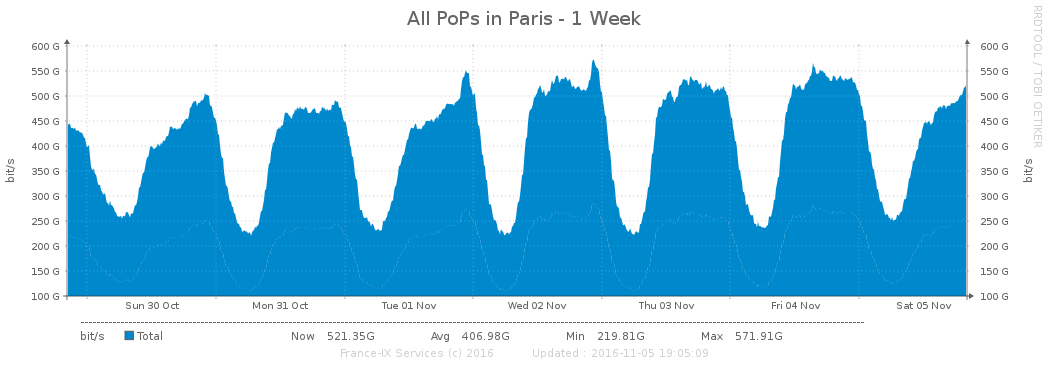 All PoPs in Paris - 1 Week
RRDTOOL / TOBI OETIKER
600 G 600 G
550 G 550 G
500 G 500 G
450 G 450 G
400 G 400 G
350 G 350 G
300 G 300 G
250 G 250 G
200 G 200 G
150 G 150 G
100 G 100 G
bit/s
bit/s
Sun 30 Oct Mon 31 Oct Tue 01 Nov Wed 02 Nov Thu 03 Nov Fri 04 Nov Sat 05 Nov
bit/s Total Now 521.35G Avg 406.98G Min 219.81G Max 571.91G
France-IX Services (c) 2016 Updated : 2016-11-05 19:05:09